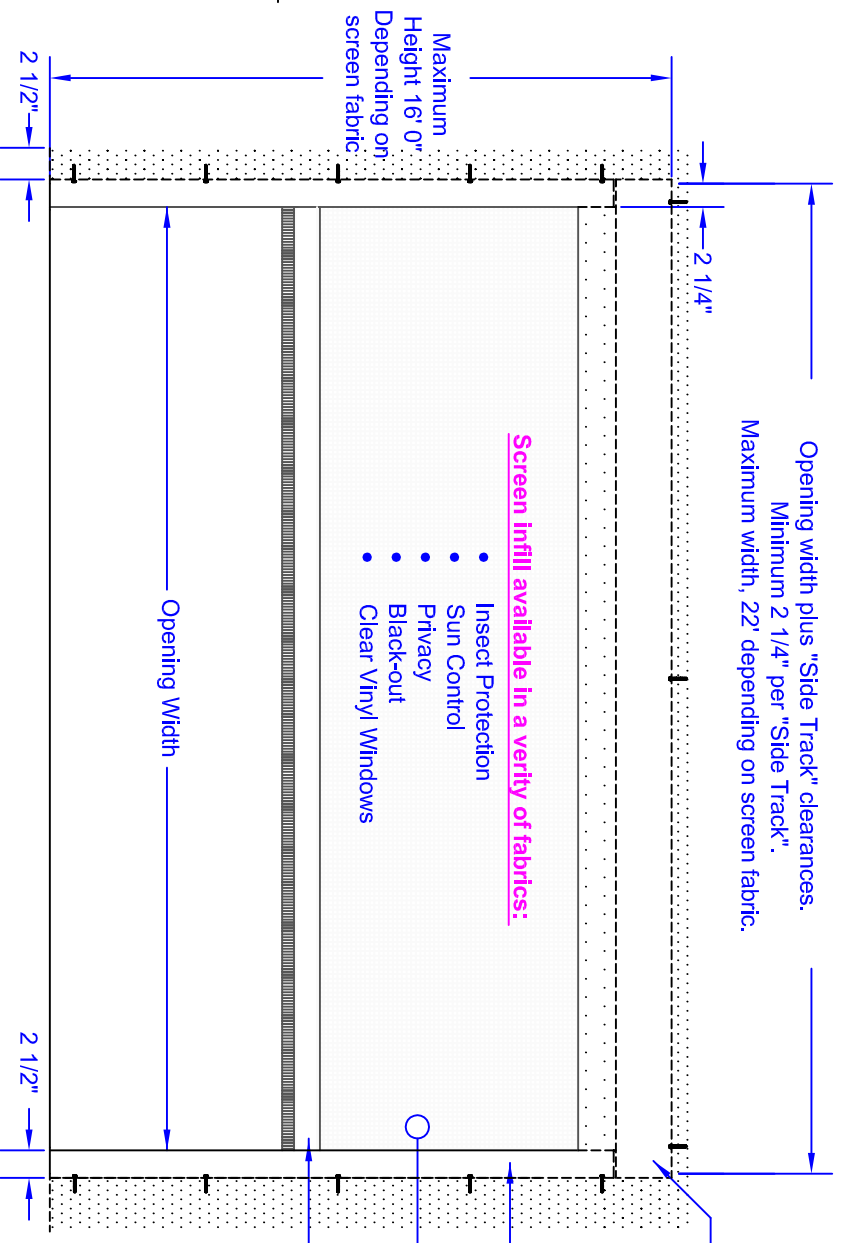 Opening width plus "Side Track" clearances.
Minimum 2 1/4" per "Side Track".
Maximum width, 22' depending on screen fabric.
2 1/4"
Maximum
Height 16' 0"
Depending on
screen fabric
Screen infill available in a verity of fabrics:
• Insect Protection
• Sun Control
• Privacy
• Black-out
• Clear Vinyl Windows
Opening Width
2 1/2"
2 1/2"